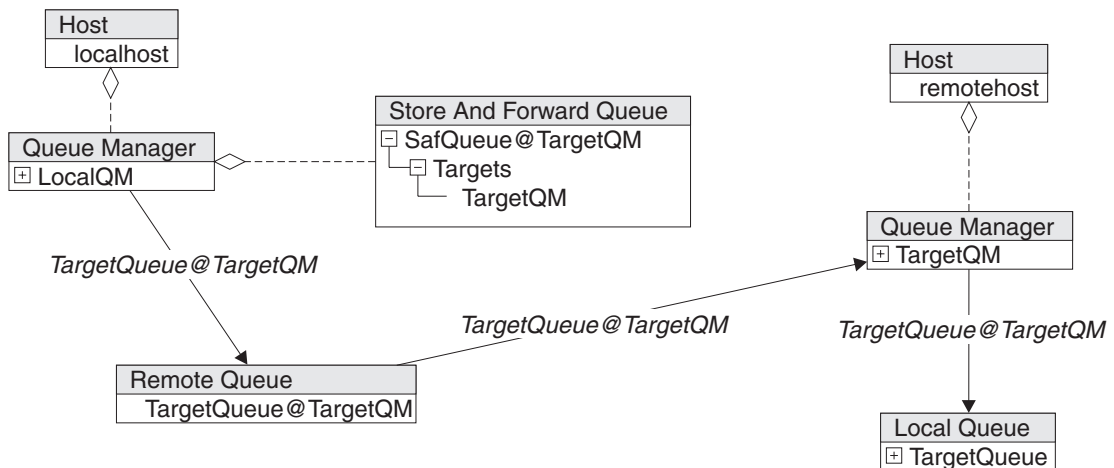 Host
localhost
Host
remotehost
Store And Forward Queue
SafQueue@TargetQM
Targets
TargetQM
Queue Manager
LocalQM
Queue Manager
TargetQM
TargetQueue@TargetQM
TargetQueue@TargetQM
TargetQueue@TargetQM
Remote Queue
TargetQueue@TargetQM
Local Queue
TargetQueue